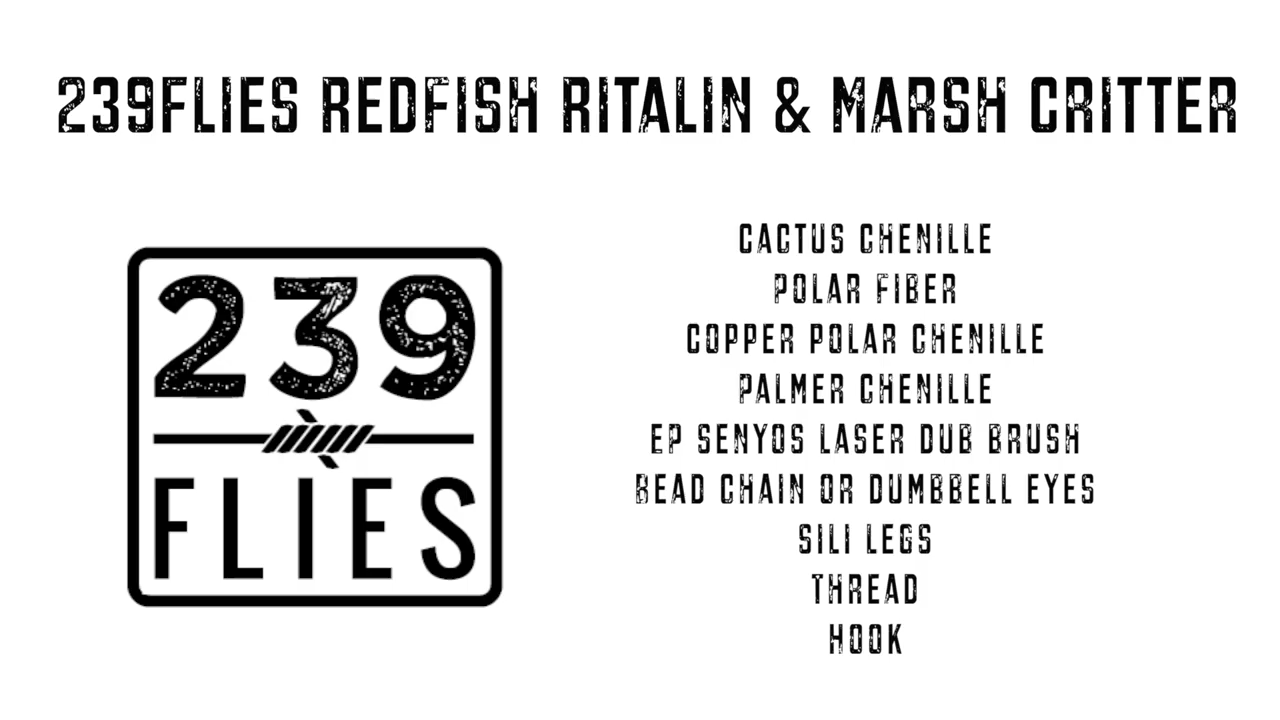 239FLIES REDFISH RITALIN & MARSH CRITTER
239
FLIES
CACTUS CHENILLE
POLAR FIBER
COPPER POLAR CHENILLE
PALMER CHENILLE
EP SENYOS LASER DUB BRUSH
BEAD CHAIN OR DUMBBELL EYES
SILI LEGS
THREAD
HOOK